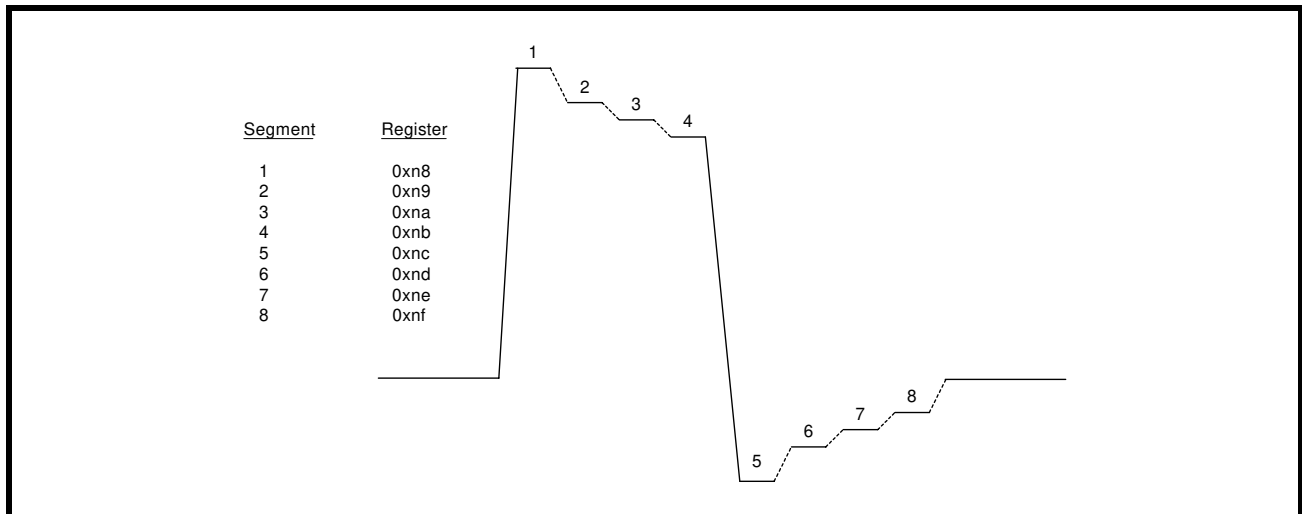 1
2
3
4
Segment Register
1 0xn8
2 0xn9
3 0xna
4 0xnb
5 0xnc
6 0xnd
7 0xne
8 0xnf
8
7
6
5